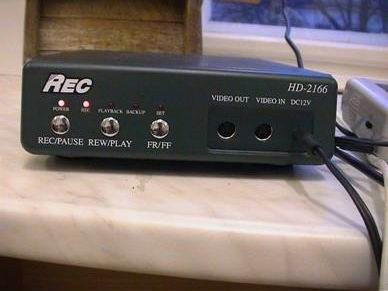 REC
HD-2166
POWER REC PLAYBACK BACKUP SET
VIDEO OUT VIDEO IN DC12V
REC/PAUSE REW/PLAY FR/FF